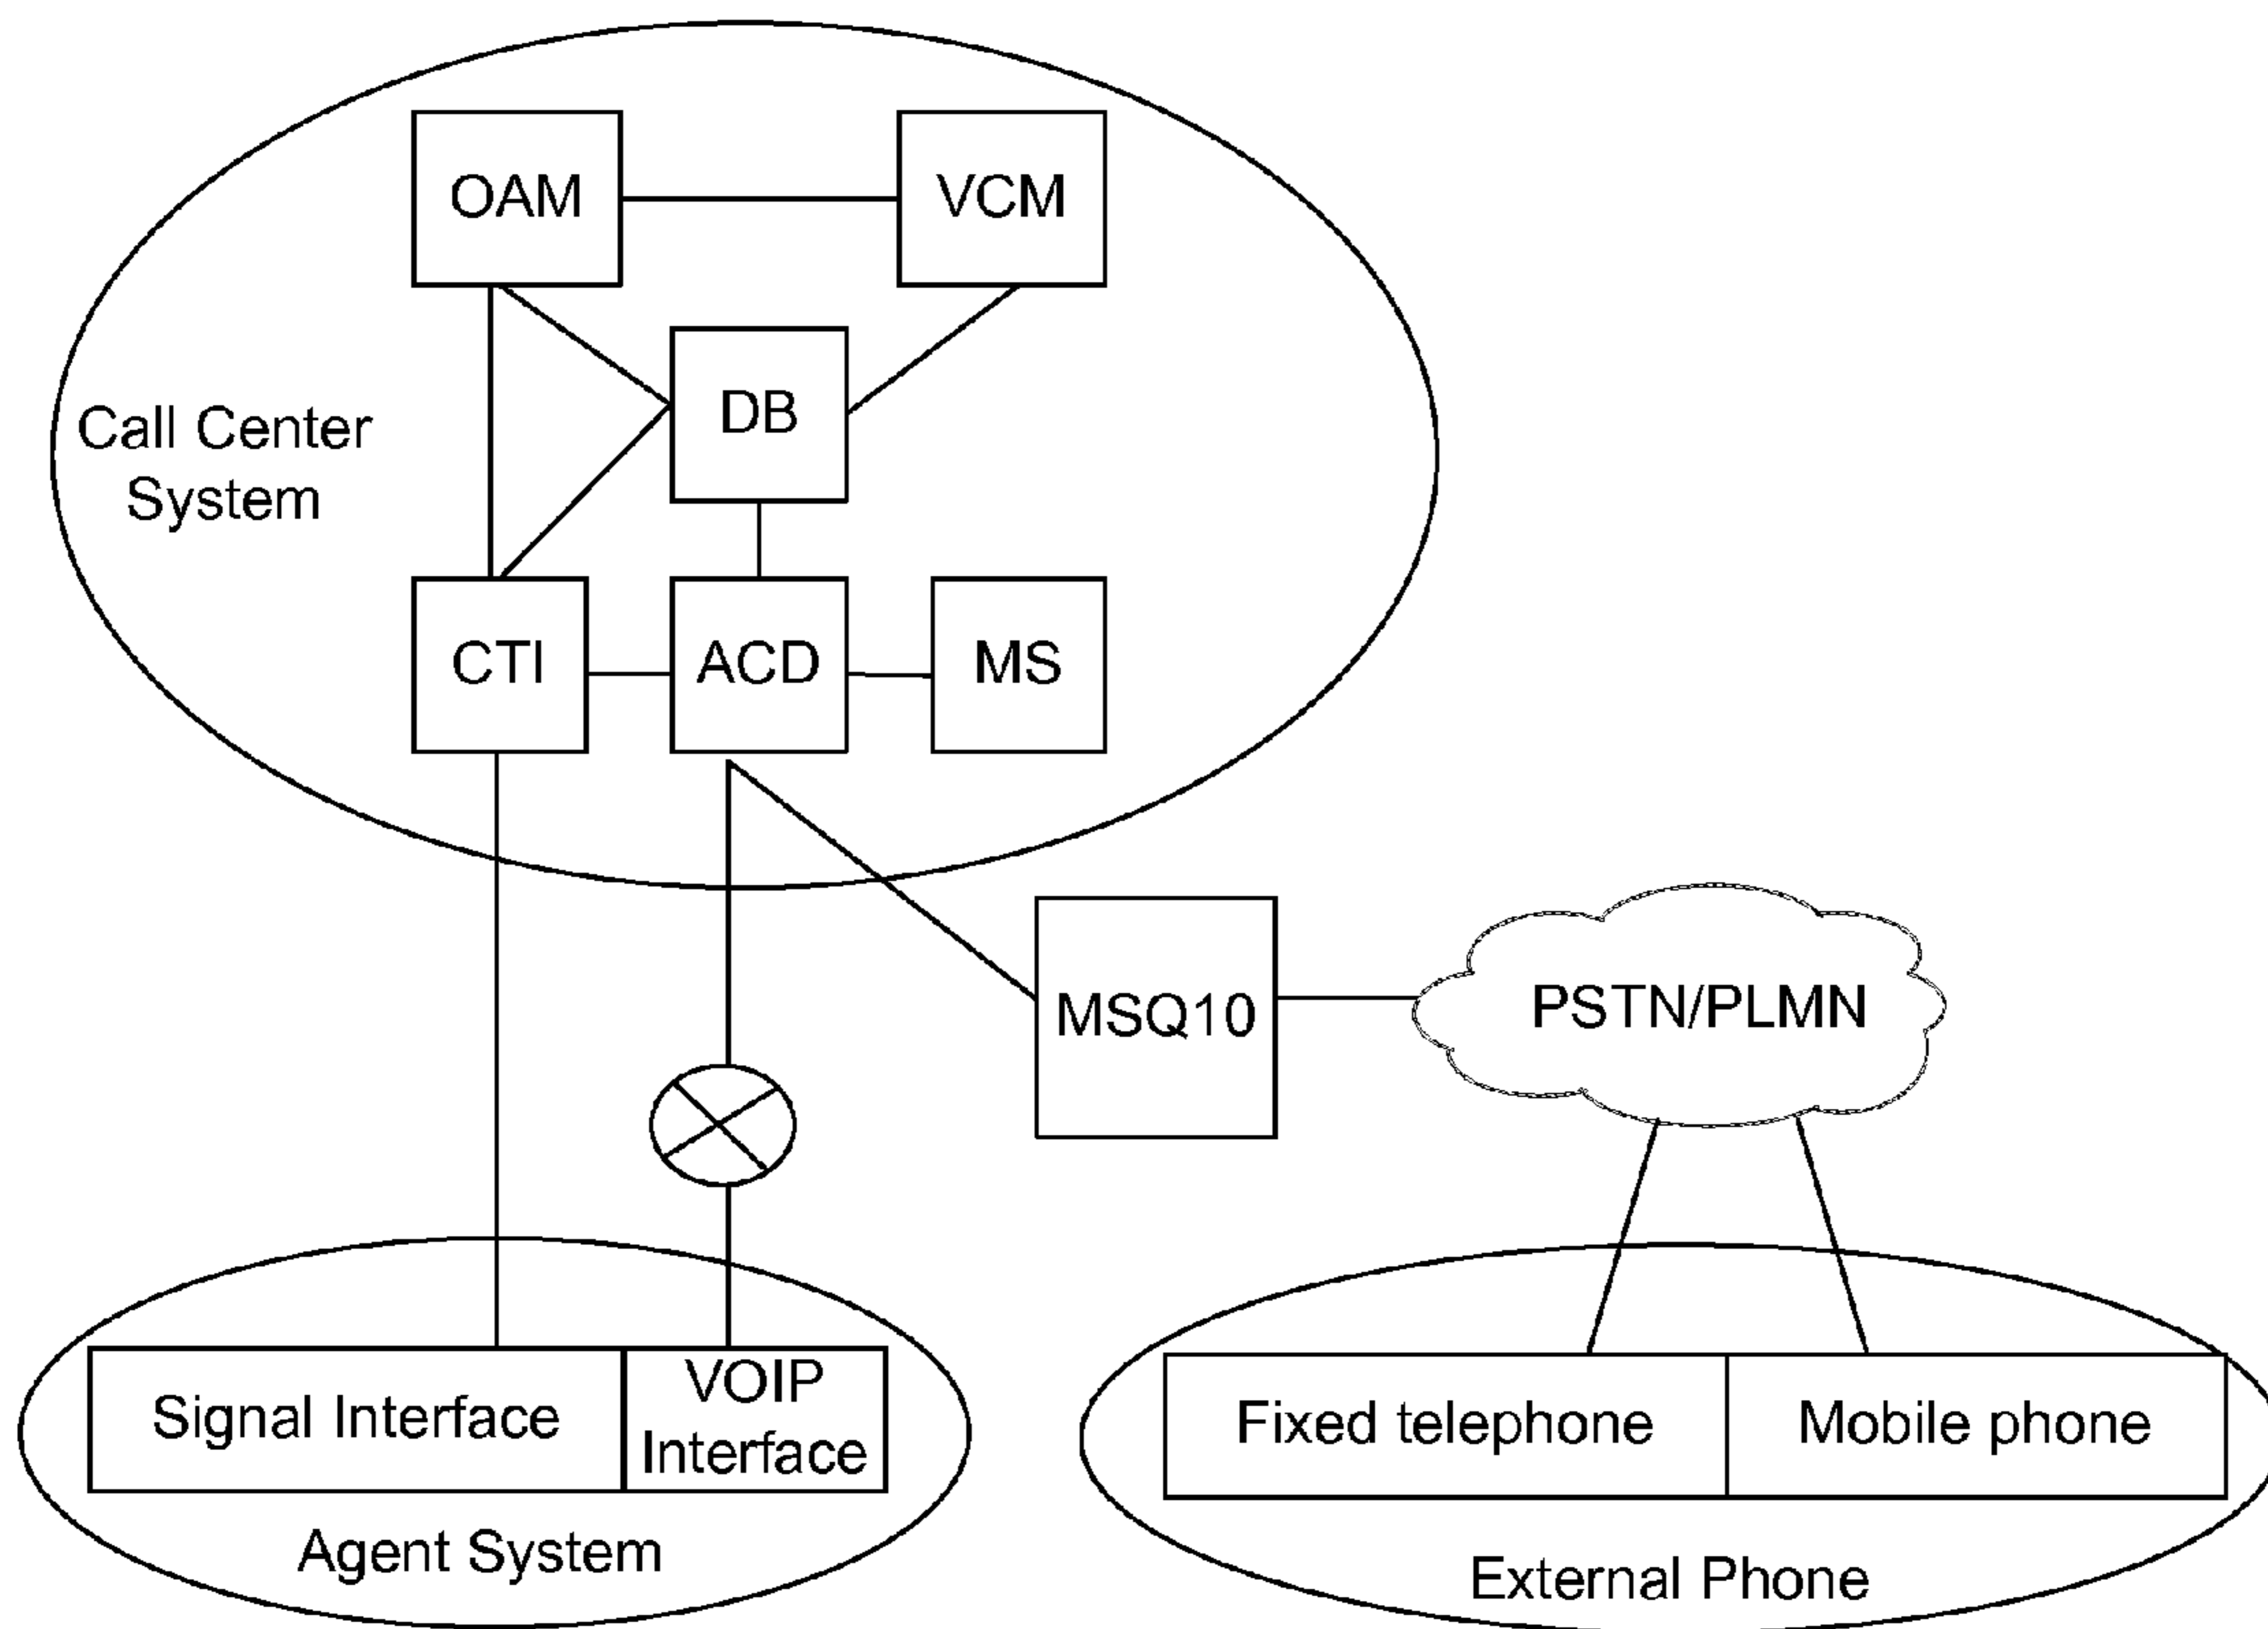 OAM
VCM
DB
Call Center
System
CTI
ACD
MS
MSQ10
PSTN/PLMN
Signal Interface
VOIP
Interface
Agent System
Fixed telephone
Mobile phone
External Phone